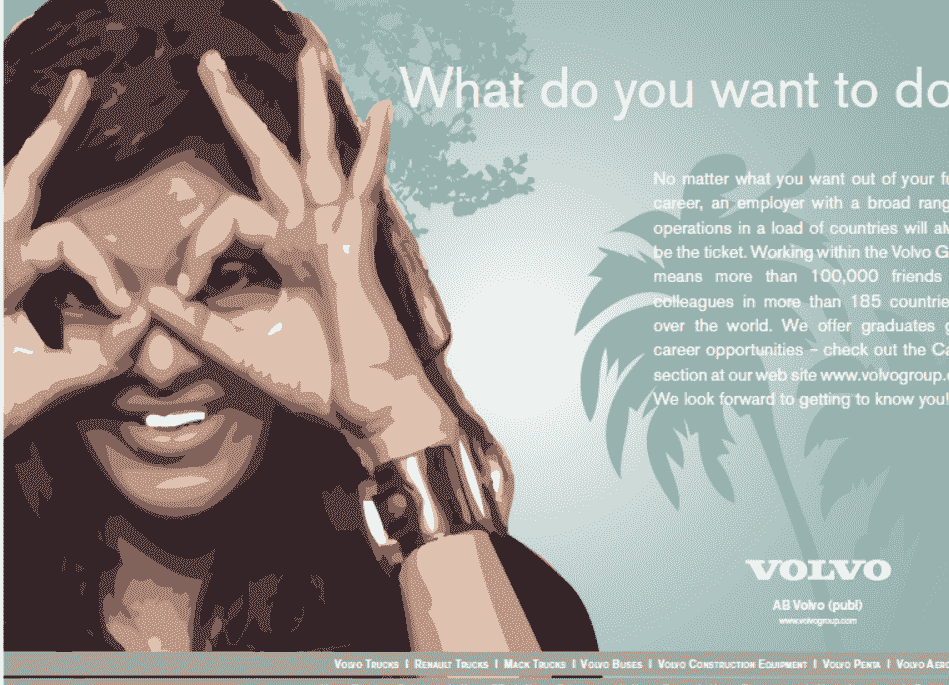 What do you want to do
No matter what you want out of your fu
career, an employer with a broad rang
operations in a load of countries will alw
be the ticket. Working within the Volvo G
means more than 100,000 friends
colleagues in more than 185 countrie
over the world. We offer graduates g
career opportunities – check out the Ca
section at our web site www.volvogroup.c
We look forward to getting to know you!
VOLVO
AB Volvo (publ)
www.volvogroup.com
Volvo Trucks | Renault Trucks | Mack Trucks | Volvo Buses | Volvo Construction Equipment | Volvo Penta | Volvo Aero